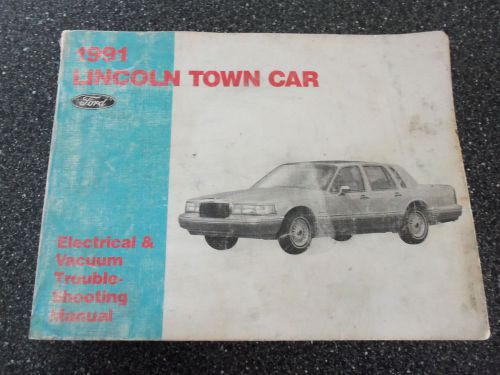 1991
LINCOLN TOWN CAR
Ford
Electrical &
Vacuum
Trouble-
Shooting
Manual